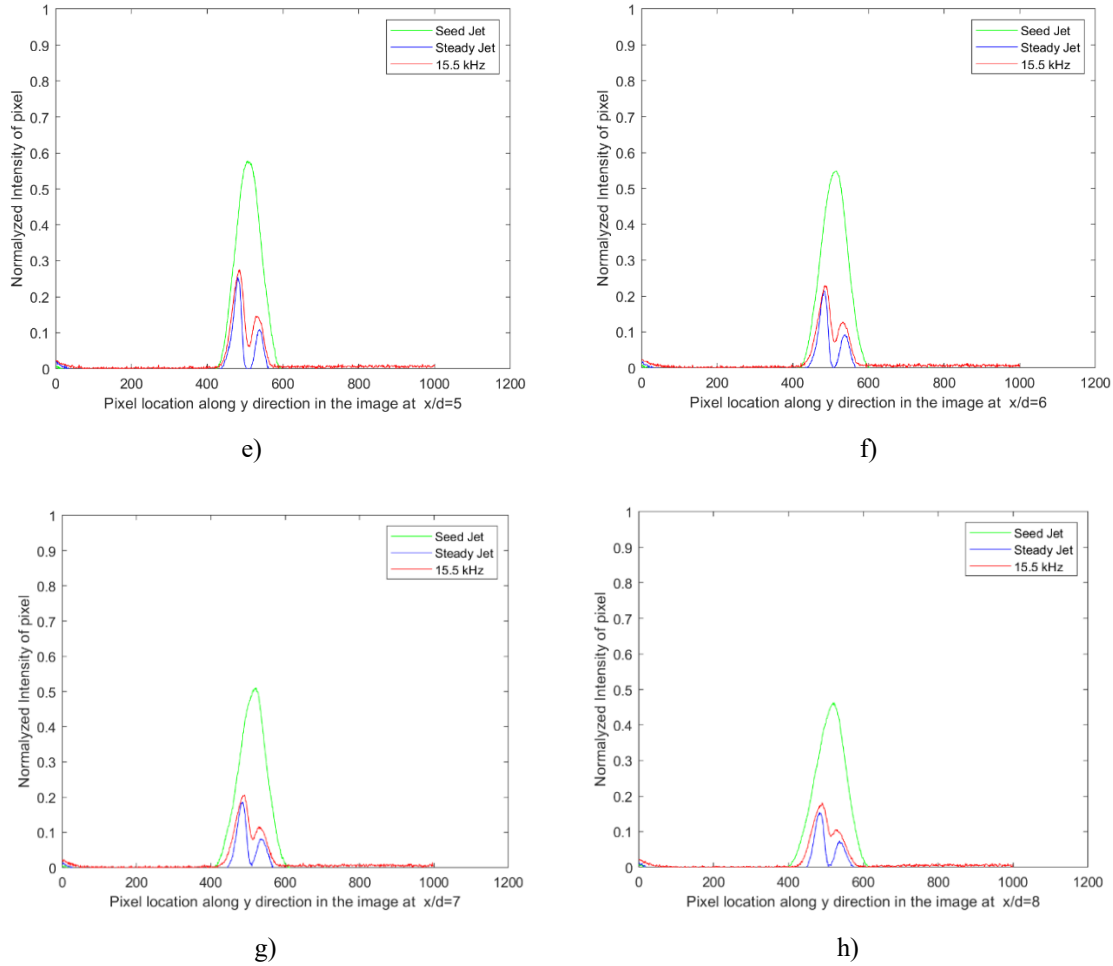 1
0.9
0.8
0.7
0.6
0.5
0.4
0.3
0.2
0.1
0
Normalyzed Intensity of pixel
Seed Jet
Steady Jet
15.5 kHz
0 200 400 600 800 1000 1200
Pixel location along y direction in the image at x/d=5
e)
1
0.9
0.8
0.7
0.6
0.5
0.4
0.3
0.2
0.1
0
Normalyzed Intensity of pixel
Seed Jet
Steady Jet
15.5 kHz
0 200 400 600 800 1000 1200
Pixel location along y direction in the image at x/d=6
f)
1
0.9
0.8
0.7
0.6
0.5
0.4
0.3
0.2
0.1
0
Normalyzed Intensity of pixel
Seed Jet
Steady Jet
15.5 kHz
0 200 400 600 800 1000 1200
Pixel location along y direction in the image at x/d=7
g)
1
0.9
0.8
0.7
0.6
0.5
0.4
0.3
0.2
0.1
0
Normalyzed Intensity of pixel
Seed Jet
Steady Jet
15.5 kHz
0 200 400 600 800 1000 1200
Pixel location along y direction in the image at x/d=8
h)